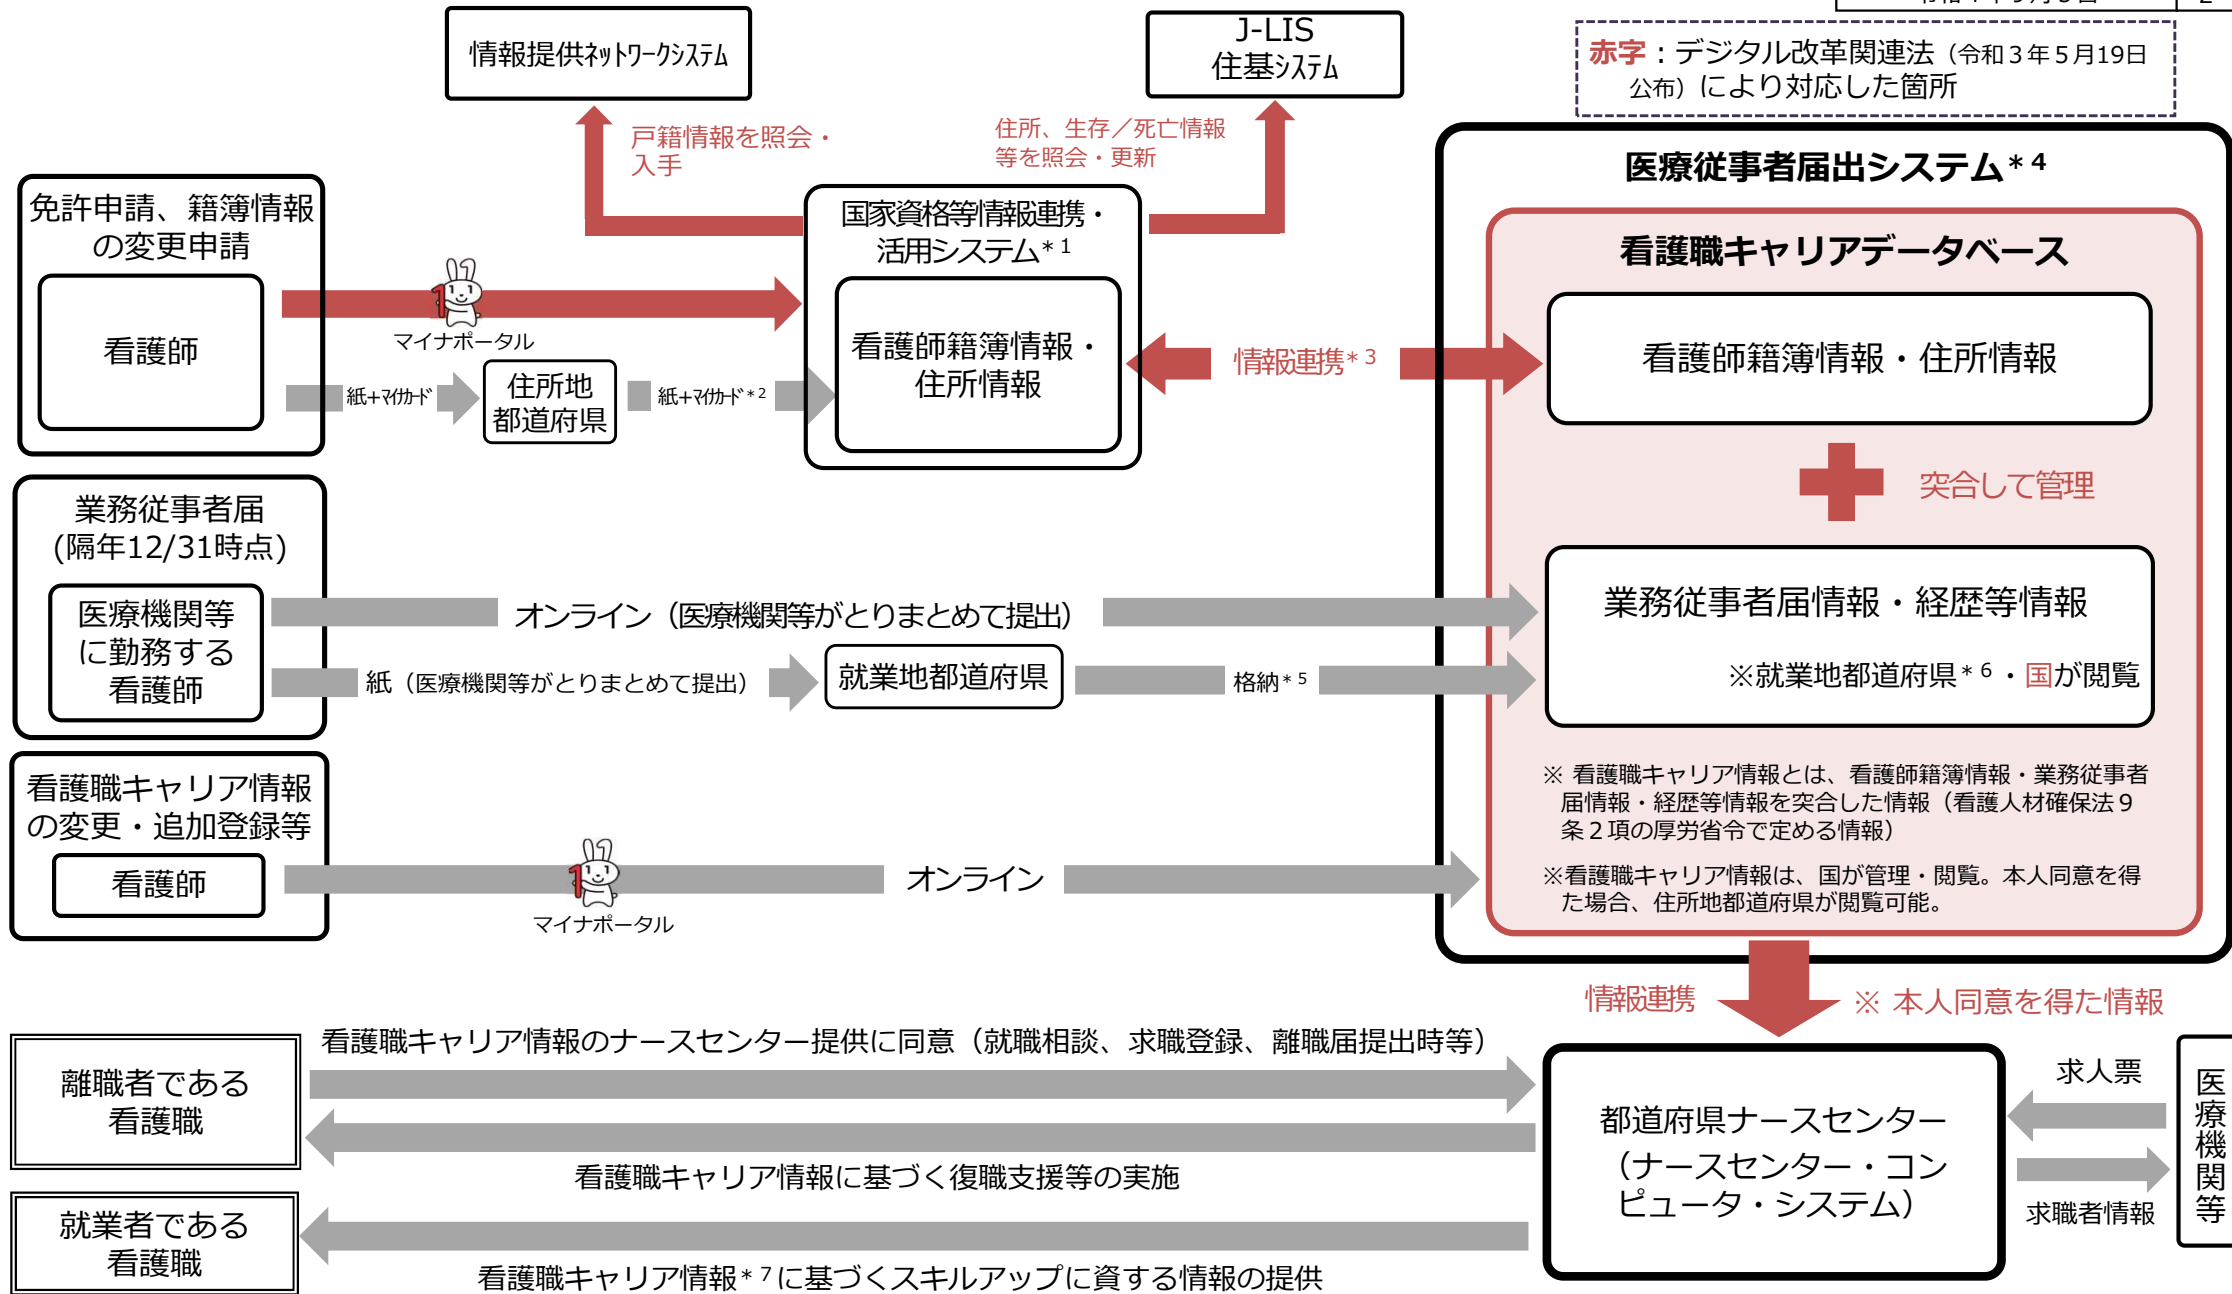 情報提供ネットワークシステム
J-LIS
住基システム
赤字：デジタル改革関連法（令和３年５月19日
公布）により対応した箇所
戸籍情報を照会・
入手
住所、生存／死亡情報
等を照会・更新
免許申請、籍簿情報
の変更申請
看護師
マイナポータル
紙+マイカード
住所地
都道府県
紙+マイカード*2
国家資格等情報連携・
活用システム*1
看護師籍簿情報・
住所情報
情報連携*3
医療従事者届出システム*4
看護職キャリアデータベース
看護師籍簿情報・住所情報
突合して管理
業務従事者届
(隔年12/31時点)
医療機関等
に勤務する
看護師
オンライン（医療機関等がとりまとめて提出）
紙（医療機関等がとりまとめて提出）
就業地都道府県
格納*5
業務従事者届情報・経歴等情報
※就業地都道府県*6・国が閲覧
※ 看護職キャリア情報とは、看護師籍簿情報・業務従事者
届情報・経歴等情報を突合した情報（看護人材確保法９
条２項の厚労省令で定める情報）
※看護職キャリア情報は、国が管理・閲覧。本人同意を得
た場合、住所地都道府県が閲覧可能。
看護職キャリア情報
の変更・追加登録等
看護師
マイナポータル
オンライン
情報連携
※ 本人同意を得た情報
看護職キャリア情報のナースセンター提供に同意（就職相談、求職登録、離職届提出時等）
離職者である
看護職
看護職キャリア情報に基づく復職支援等の実施
就業者である
看護職
看護職キャリア情報*7に基づくスキルアップに資する情報の提供
都道府県ナースセンター
（ナースセンター・コン
ピュータ・システム）
求人票
求職者情報
医療機関等